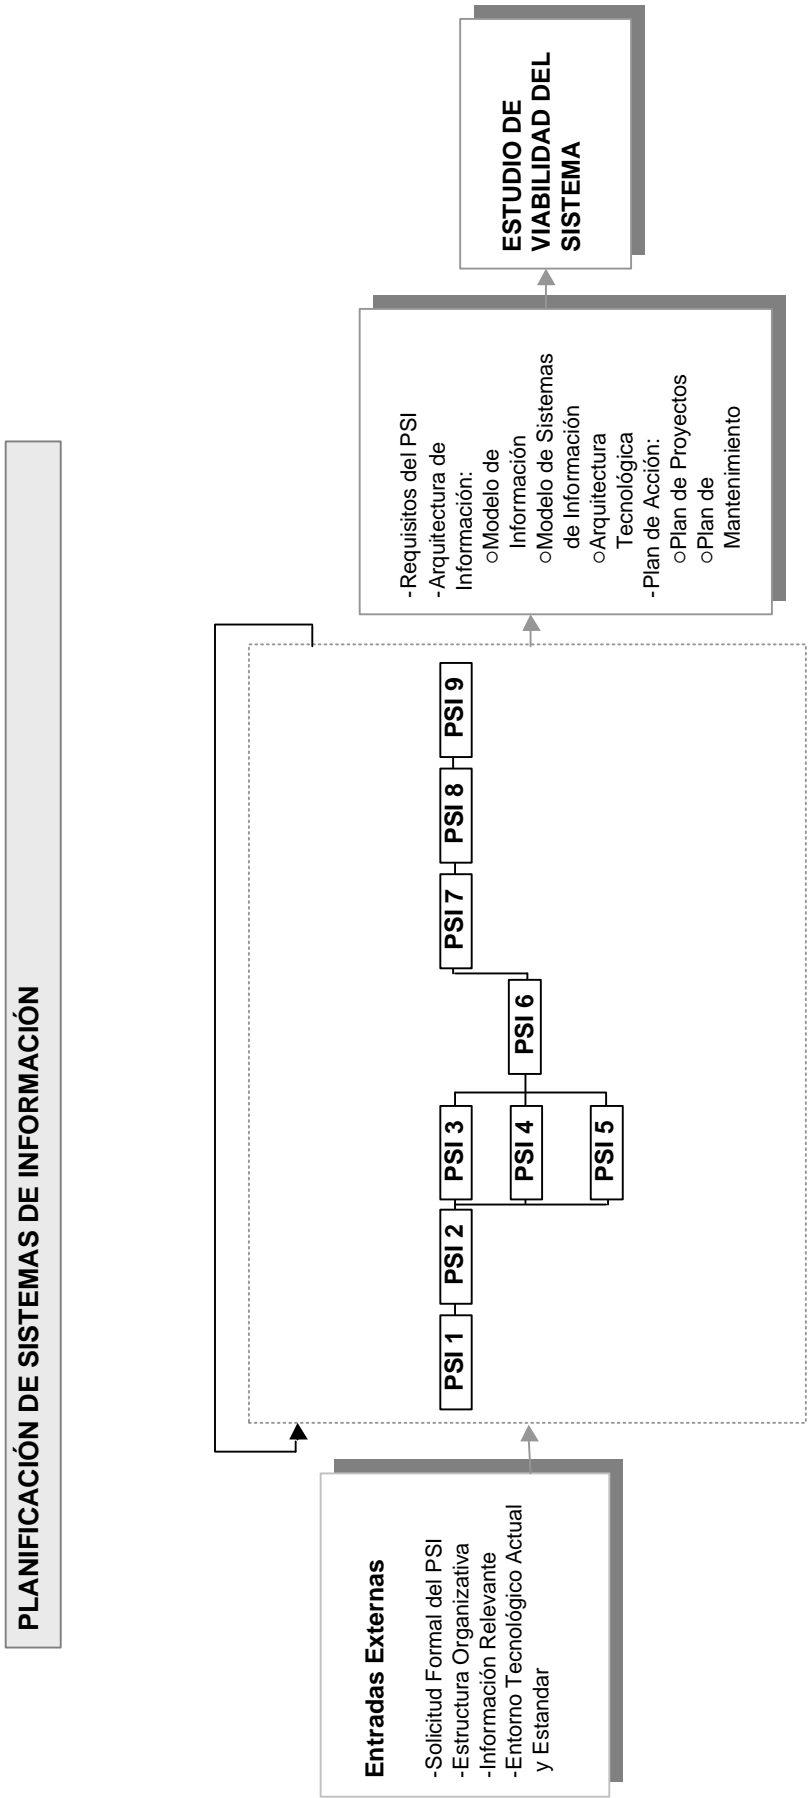 PLANIFICACIÓN DE SISTEMAS DE INFORMACIÓN
Entradas Externas
-Solicitud Formal del PSI
-Estructura Organizativa
-Información Relevante
-Entorno Tecnológico Actual
y Estandar
PSI 1
PSI 2
PSI 3
PSI 4
PSI 5
PSI 6
PSI 7
PSI 8
PSI 9
-Requisitos del PSI
-Arquitectura de
Información:
○Modelo de
Información
○Modelo de Sistemas
de Información
○Arquitectura
Tecnológica
-Plan de Acción:
○Plan de Proyectos
○Plan de
Mantenimiento
ESTUDIO DE
VIABILIDAD DEL
SISTEMA